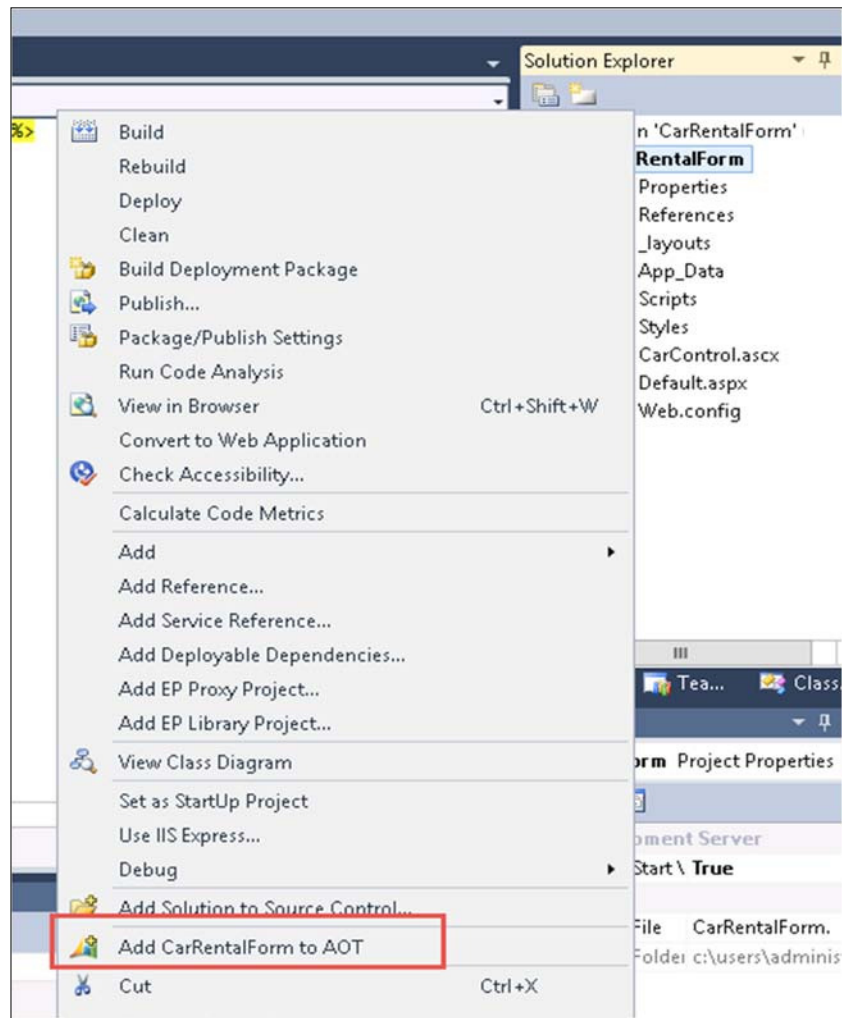 Solution Explorer
%>
n 'CarRentalForm'
RentalForm
Properties
References
_layouts
App_Data
Scripts
Styles
CarControl.ascx
Default.aspx
Web.config
Build
Rebuild
Deploy
Clean
Build Deployment Package
Publish...
Package/Publish Settings
Run Code Analysis
View in Browser Ctrl+Shift+W
Convert to Web Application
Check Accessibility...
Calculate Code Metrics
Add
Add Reference...
Add Service Reference...
Add Deployable Dependencies...
Add EP Proxy Project...
Add EP Library Project...
View Class Diagram
Set as StartUp Project
Use IIS Express...
Debug
Add Solution to Source Control...
Add CarRentalForm to AOT
Cut Ctrl+X
Tea... Class
orm Project Properties
pment Server
Start \ True
File CarRentalForm.
Folder c:\users\adminis